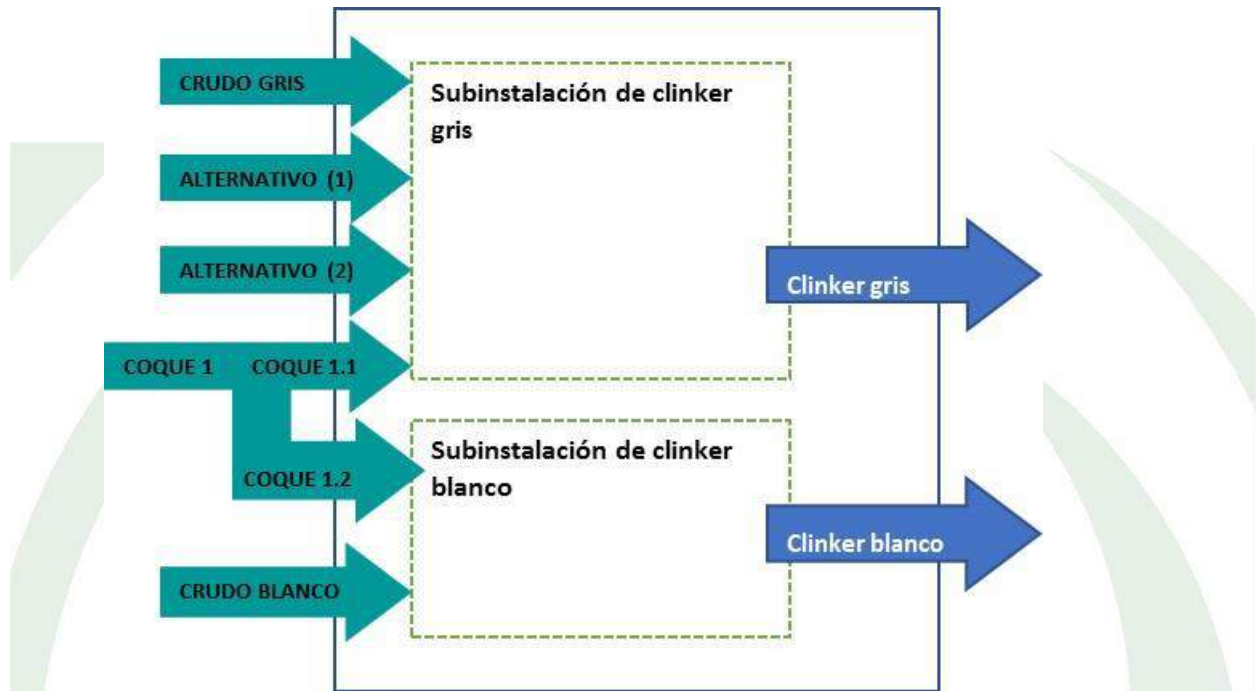 CRUDO GRIS
Subinstalación de clinker
gris
ALTERNATIVO (1)
ALTERNATIVO (2)
Clinker gris
COQUE 1 COQUE 1.1
Subinstalación de clinker
blanco
COQUE 1.2
Clinker blanco
CRUDO BLANCO